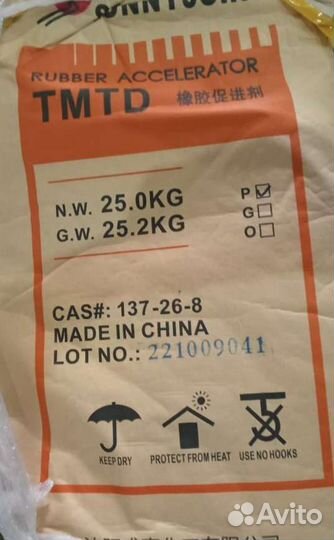 RUBBER ACCELERATOR
TMTD 橡胶促进剂
N.W. 25.0KG
G.W. 25.2KG
P ☑
G ☐
O ☐
CAS#: 137-26-8
MADE IN CHINA
LOT NO.: 221009041
KEEP DRY PROTECT FROM HEAT USE NO HOOKS
Avito